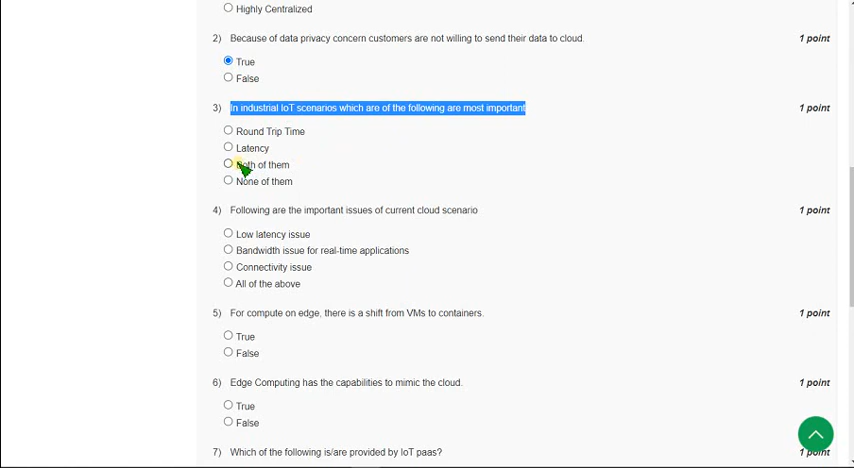 Highly Centralized
2) Because of data privacy concern customers are not willing to send their data to cloud. 1 point
True
False
3) In industrial IoT scenarios which are of the following are most important 1 point
Round Trip Time
Latency
Both of them
None of them
4) Following are the important issues of current cloud scenario 1 point
Low latency issue
Bandwidth issue for real-time applications
Connectivity issue
All of the above
5) For compute on edge, there is a shift from VMs to containers. 1 point
True
False
6) Edge Computing has the capabilities to mimic the cloud. 1 point
True
False
7) Which of the following is/are provided by IoT paas? 1 point